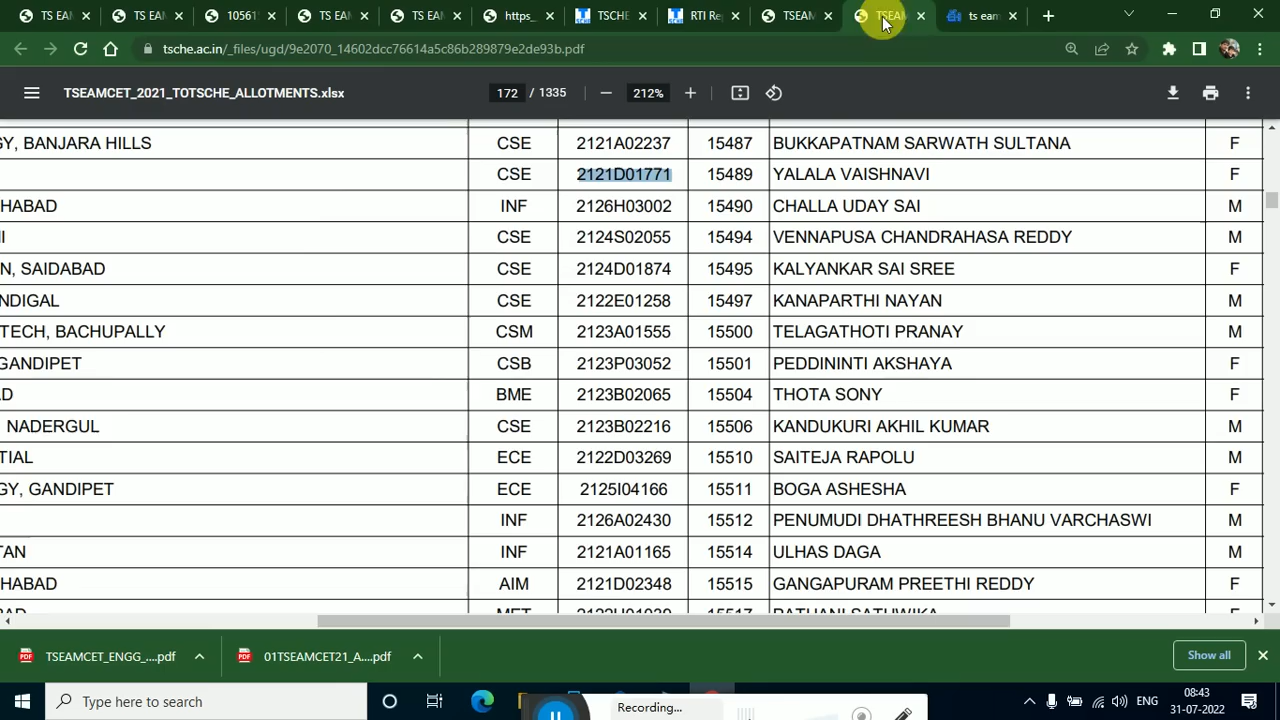 TS EAM
TS EAM
10561
TS EAM
TS EAM
https_
TSCHE
RTI Re
TSEAM
TSEAM
ts eam
tsche.ac.in/_files/ugd/9e2070_14602dcc76614a5c86b289879e2de93b.pdf
TSEAMCET_2021_TOTSCHE_ALLOTMENTS.xlsx
172 / 1335
212%
GY, BANJARA HILLS CSE 2121A02237 15487 BUKKAPATNAM SARWATH SULTANA F
CSE 2121D01771 15489 YALALA VAISHNAVI F
HABAD INF 2126H03002 15490 CHALLA UDAY SAI M
I CSE 2124S02055 15494 VENNAPUSA CHANDRAHASA REDDY M
N, SAIDABAD CSE 2124D01874 15495 KALYANKAR SAI SREE F
NDIGAL CSE 2122E01258 15497 KANAPARTHI NAYAN M
TECH, BACHUPALLY CSM 2123A01555 15500 TELAGATHOTI PRANAY M
GANDIPET CSB 2123P03052 15501 PEDDININTI AKSHAYA F
D BME 2123B02065 15504 THOTA SONY F
NADERGUL CSE 2123B02216 15506 KANDUKURI AKHIL KUMAR M
TIAL ECE 2122D03269 15510 SAITEJA RAPOLU M
GY, GANDIPET ECE 2125I04166 15511 BOGA ASHESHA F
INF 2126A02430 15512 PENUMUDI DHATHREESH BHANU VARCHASWI M
TAN INF 2121A01165 15514 ULHAS DAGA M
HABAD AIM 2121D02348 15515 GANGAPURAM PREETHI REDDY F
TSEAMCET_ENGG_....pdf
01TSEAMCET21_A....pdf
Show all
Type here to search
Recording...
ENG
08:43
31-07-2022